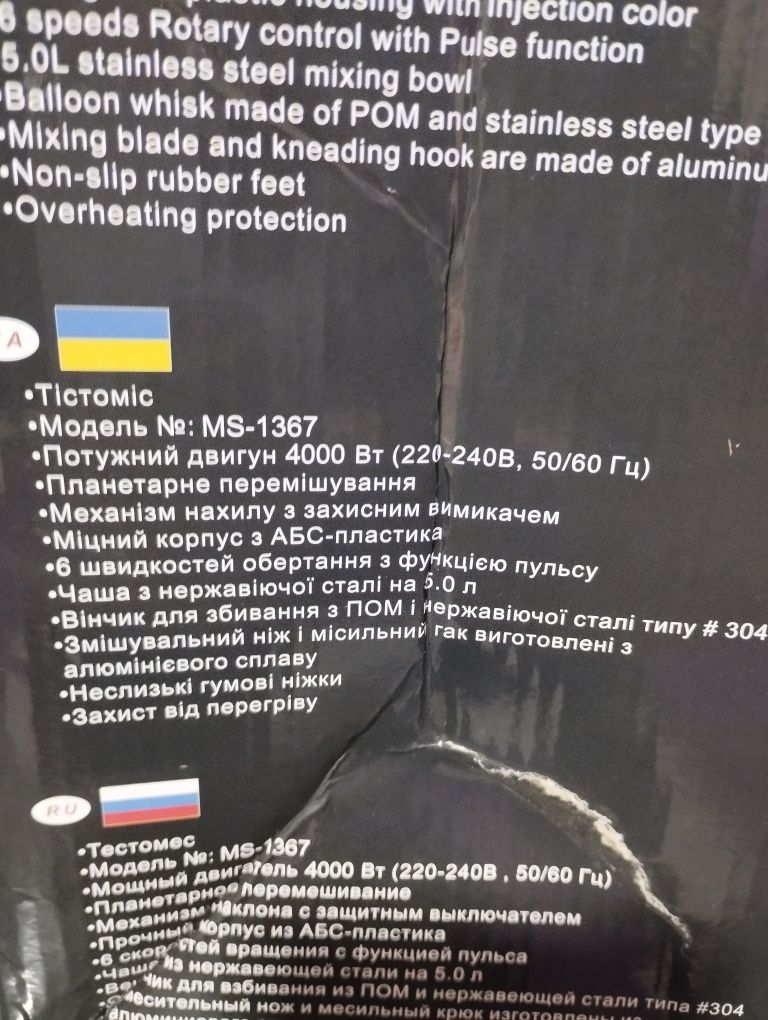 housing with injection color
6 speeds Rotary control with Pulse function
5.0L stainless steel mixing bowl
•Balloon whisk made of POM and stainless steel type
•Mixing blade and kneading hook are made of aluminu
•Non-slip rubber feet
•Overheating protection
A
•Тістоміс
•Модель №: MS-1367
•Потужний двигун 4000 Вт (220-240В, 50/60 Гц)
•Планетарне перемішування
•Механізм нахилу з захисним вимикачем
•Міцний корпус з АБС-пластика
•6 швидкостей обертання з функцією пульсу
•Чаша з нержавіючої сталі на 5.0 л
•Вінчик для збивання з ПОМ і нержавіючої сталі типу # 304
•Змішувальний ніж і місильний гак виготовлені з
алюмінієвого сплаву
•Неслизькі гумові ніжки
•Захист від перегріву
RU
•Тестомес
•Модель №: MS-1367
•Мощный двигатель 4000 Вт (220-240В , 50/60 Гц)
•Планетарное перемешивание
•Механизм наклона с защитным выключателем
•Прочный корпус из АБС-пластика
•6 скоростей вращения с функцией пульса
•Чаша из нержавеющей стали на 5.0 л
для взбивания из ПОМ и нержавеющей стали типа #304
нож и месильный крюк изготовлены из